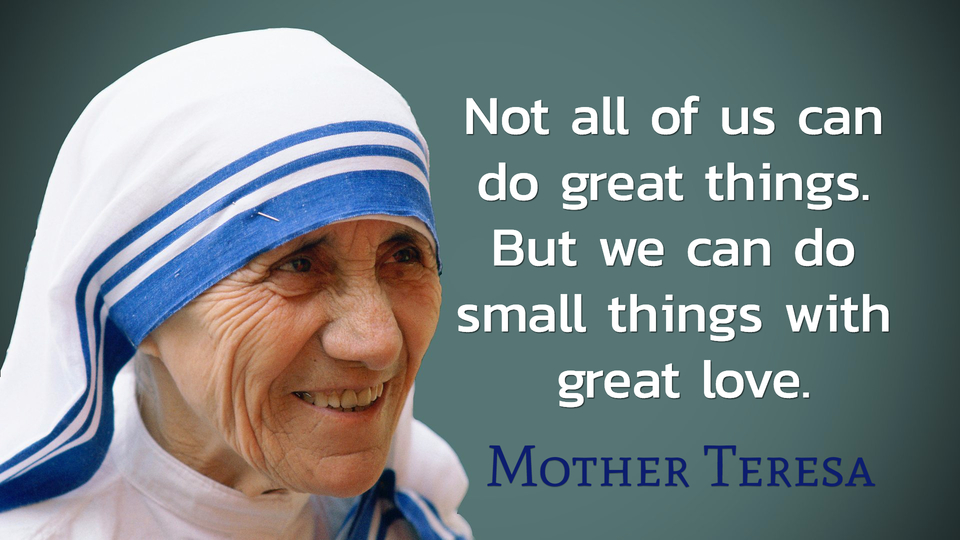 Not all of us can
do great things.
But we can do
small things with
great love.
Mother Teresa